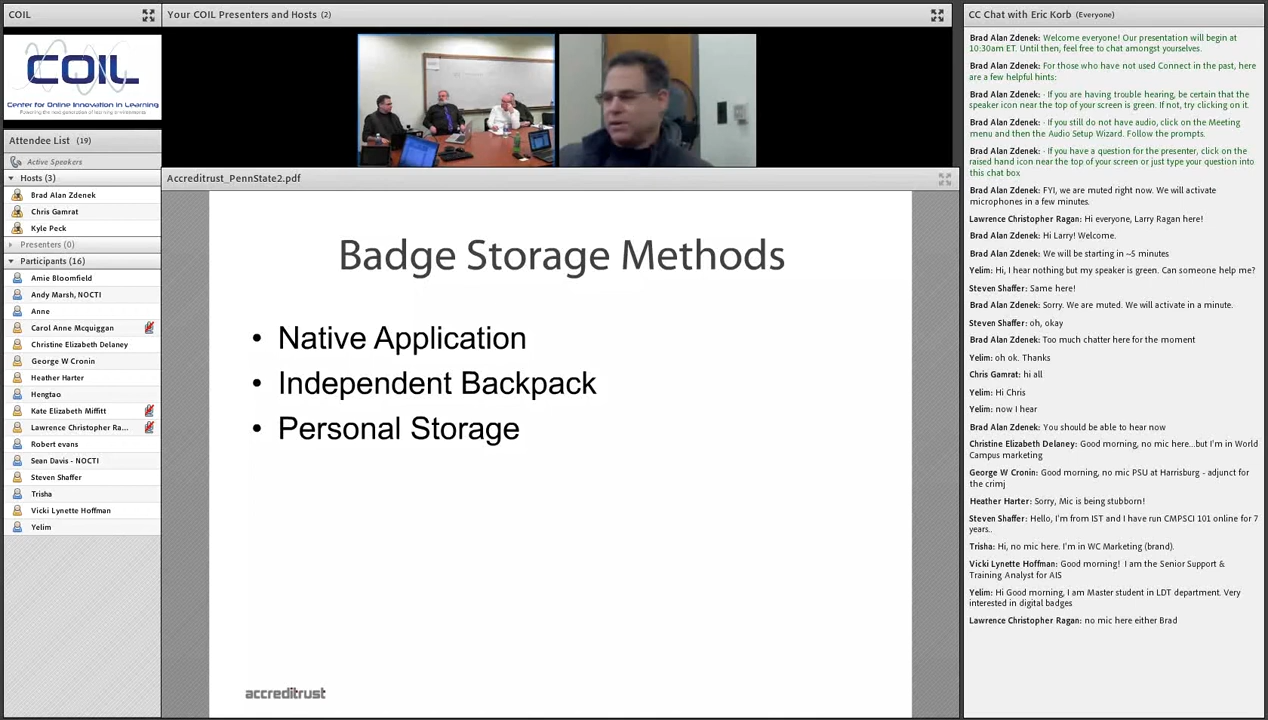 COIL
COIL
Center for Online Innovation in Learning
Attendee List (19)
Active Speakers
Hosts (3)
Brad Alan Zdenek
Chris Gamrat
Kyle Peck
Presenters (0)
Participants (16)
Amie Bloomfield
Andy Marsh, NOCTI
Anne
Carol Anne Mcquiggan
Christine Elizabeth Delaney
George W Cronin
Heather Harter
Hengtao
Kate Elizabeth Miffitt
Lawrence Christopher Ra...
Robert evans
Sean Davis - NOCTI
Steven Shaffer
Trisha
Vicki Lynette Hoffman
Yelim
Your COIL Presenters and Hosts (2)
Accreditrust_PennState2.pdf
Badge Storage Methods
• Native Application
• Independent Backpack
• Personal Storage
accreditrust
CC Chat with Eric Korb (Everyone)
Brad Alan Zdenek: Welcome everyone! Our presentation will begin at
10:30am ET. Until then, feel free to chat amongst yourselves.
Brad Alan Zdenek: For those who have not used Connect in the past, here
are a few helpful hints:
Brad Alan Zdenek: · If you are having trouble hearing, be certain that the
speaker icon near the top of your screen is green. If not, try clicking on it.
Brad Alan Zdenek: · If you still do not have audio, click on the Meeting
menu and then the Audio Setup Wizard. Follow the prompts.
Brad Alan Zdenek: · If you have a question for the presenter, click on the
raised hand icon near the top of your screen or just type your question into
this chat box
Brad Alan Zdenek: FYI, we are muted right now. We will activate
microphones in a few minutes.
Lawrence Christopher Ragan: Hi everyone, Larry Ragan here!
Brad Alan Zdenek: Hi Larry! Welcome.
Brad Alan Zdenek: We will be starting in ~5 minutes
Yelim: Hi, I hear nothing but my speaker is green. Can someone help me?
Steven Shaffer: Same here!
Brad Alan Zdenek: Sorry. We are muted. We will activate in a minute.
Steven Shaffer: oh, okay
Brad Alan Zdenek: Too much chatter here for the moment
Yelim: oh ok. Thanks
Chris Gamrat: hi all
Yelim: Hi Chris
Yelim: now I hear
Brad Alan Zdenek: You should be able to hear now
Christine Elizabeth Delaney: Good morning, no mic here...but I'm in World
Campus marketing
George W Cronin: Good morning, no mic PSU at Harrisburg - adjunct for
the crimj
Heather Harter: Sorry, Mic is being stubborn!
Steven Shaffer: Hello, I'm from IST and I have run CMPSCI 101 online for 7
years..
Trisha: Hi, no mic here. I'm in WC Marketing (brand).
Vicki Lynette Hoffman: Good morning! I am the Senior Support &
Training Analyst for AIS
Yelim: Hi Good morning, I am Master student in LDT department. Very
interested in digital badges
Lawrence Christopher Ragan: no mic here either Brad